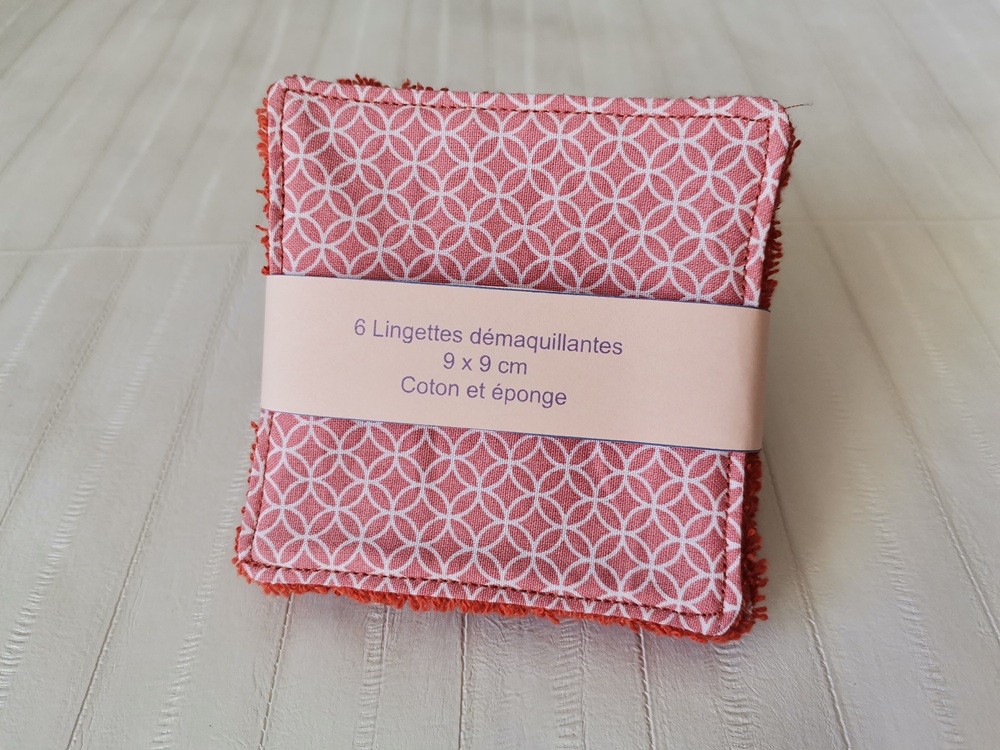 6 Lingettes démaquillantes
9 x 9 cm
Coton et éponge